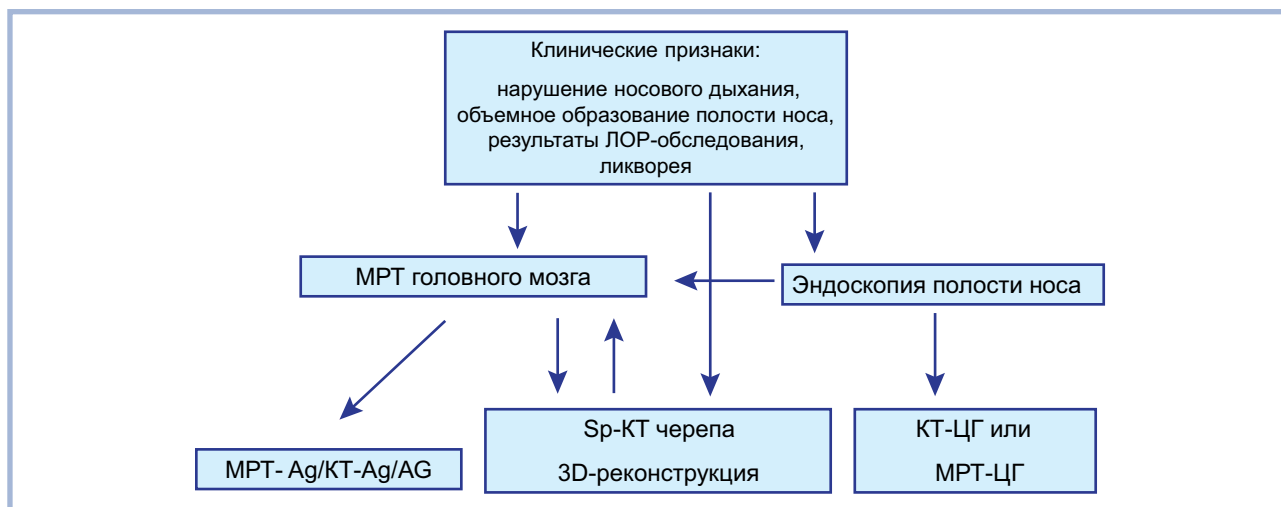 Клинические признаки:
нарушение носового дыхания,
объемное образование полости носа,
результаты ЛОР-обследования,
ликворея
МРТ головного мозга
Эндоскопия полости носа
МРТ- Ag/КТ-Ag/AG
Sp-КТ черепа
3D-реконструкция
КТ-ЦГ или
МРТ-ЦГ